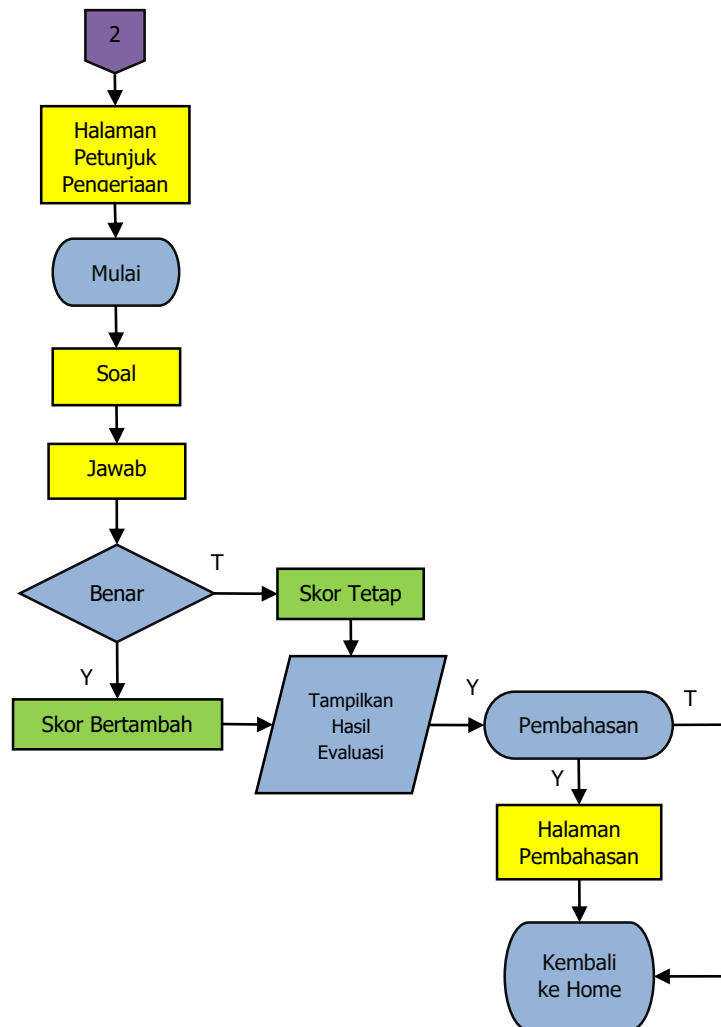 2
Halaman
Petunjuk
Pengerjaan
Mulai
Soal
Jawab
Benar
T
Skor Tetap
Y
Skor Bertambah
Tampilkan
Hasil
Evaluasi
Y
Pembahasan
T
Y
Halaman
Pembahasan
Kembali
ke Home